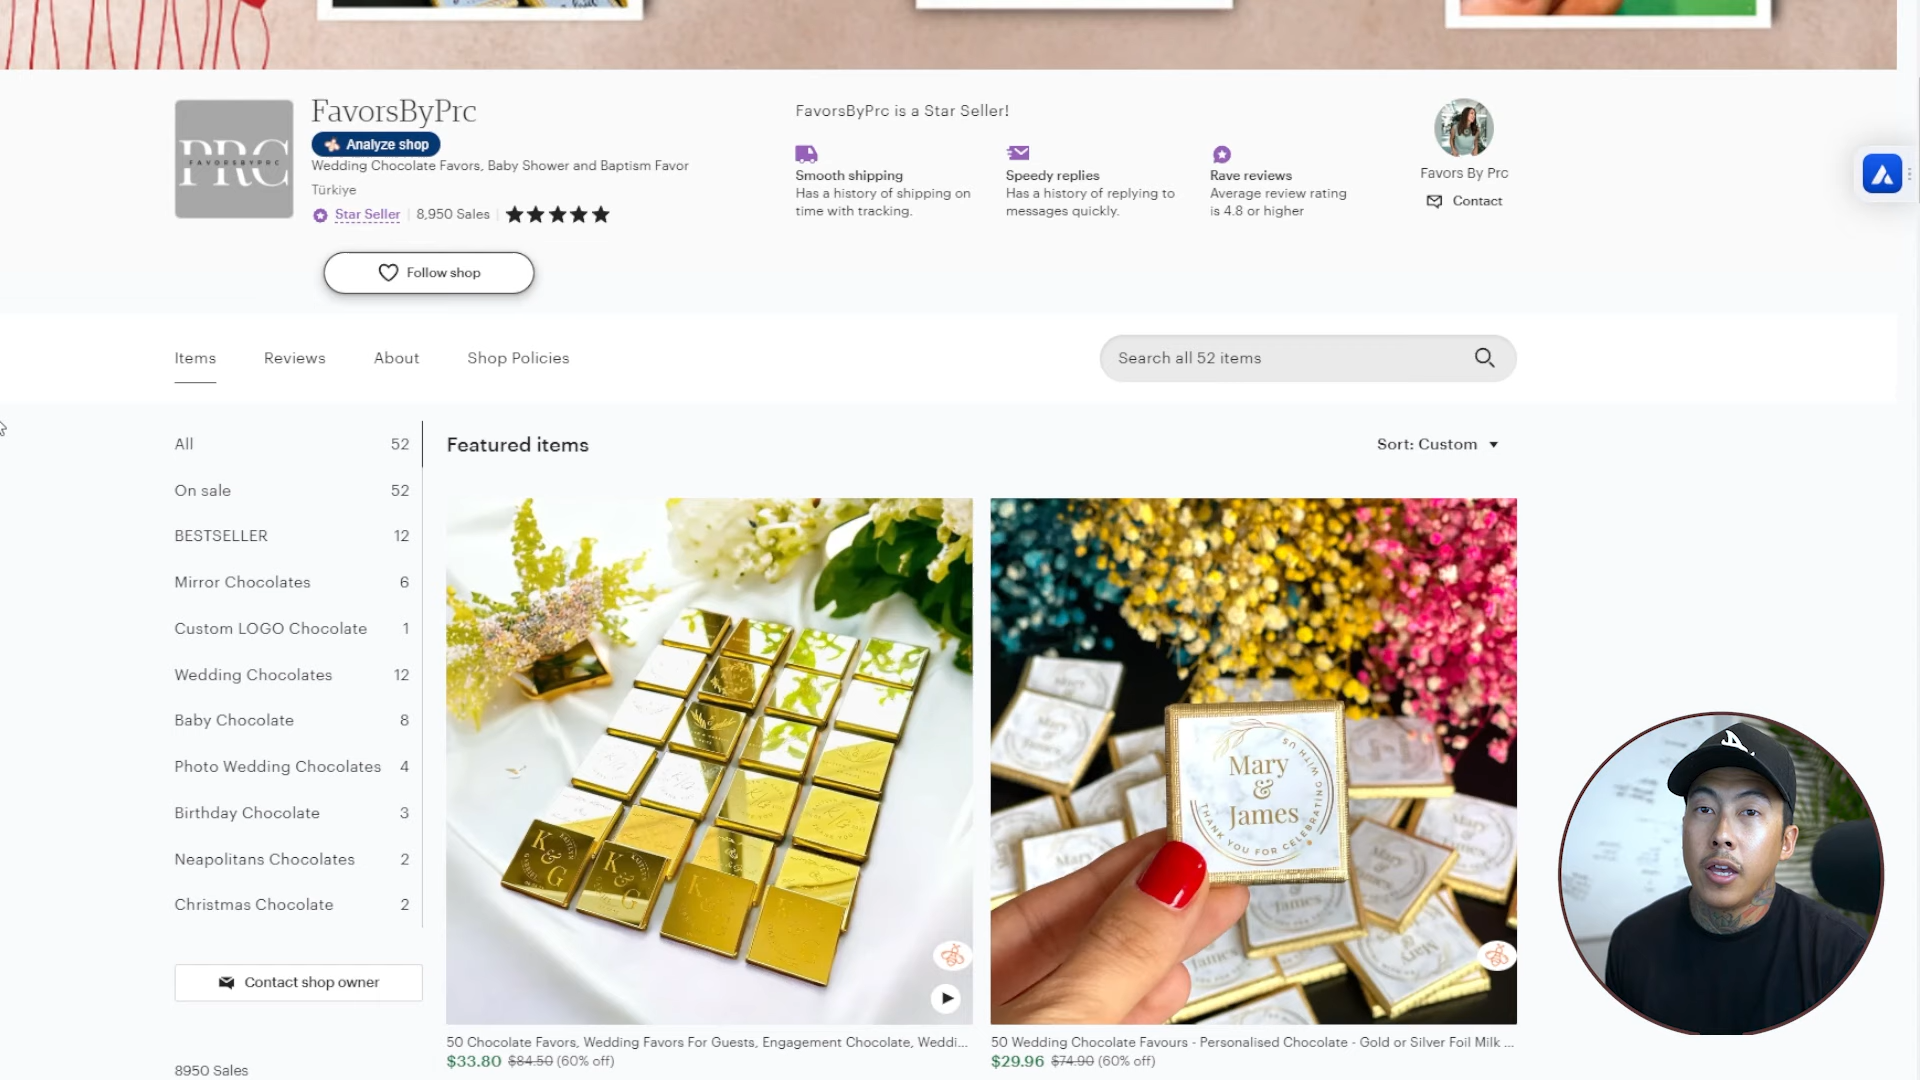 FavorsByPrc
Analyze shop
Wedding Chocolate Favors, Baby Shower and Baptism Favor
Türkiye
Star Seller
8,950 Sales
Follow shop
PRC
FAVORSBYPRC
FavorsByPrc is a Star Seller!
Smooth shipping
Has a history of shipping on
time with tracking.
Speedy replies
Has a history of replying to
messages quickly.
Rave reviews
Average review rating
is 4.8 or higher
Favors By Prc
Contact
Items
Reviews
About
Shop Policies
Search all 52 items
All 52
On sale 52
BESTSELLER 12
Mirror Chocolates 6
Custom LOGO Chocolate 1
Wedding Chocolates 12
Baby Chocolate 8
Photo Wedding Chocolates 4
Birthday Chocolate 3
Neapolitans Chocolates 2
Christmas Chocolate 2
Contact shop owner
8950 Sales
Featured items
Sort: Custom
K & G
K & G
Mary
&
James
THANK YOU FOR CELEBRATING WITH US
James
50 Chocolate Favors, Wedding Favors For Guests, Engagement Chocolate, Weddi...
$33.80 $84.50 (60% off)
50 Wedding Chocolate Favours - Personalised Chocolate - Gold or Silver Foil Milk ...
$29.96 $74.90 (60% off)